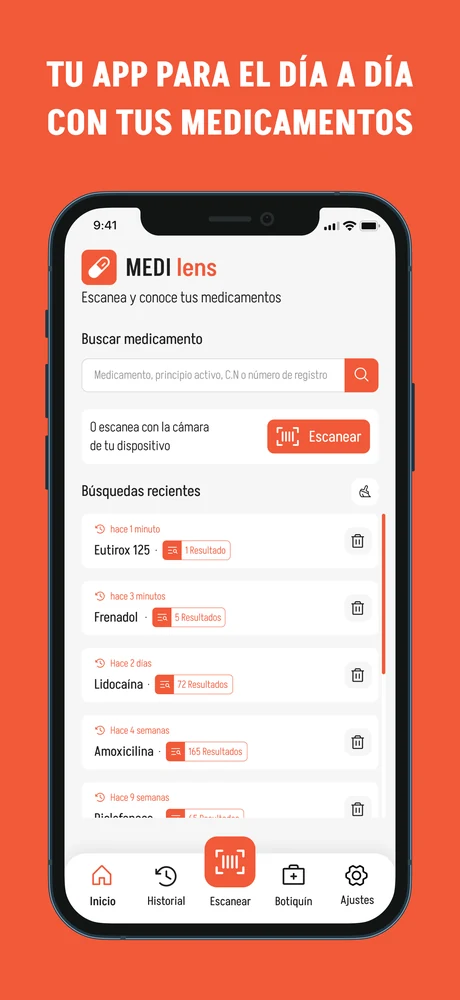 TU APP PARA EL DÍA A DÍA
CON TUS MEDICAMENTOS
9:41
MEDI lens
Escanea y conoce tus medicamentos
Buscar medicamento
Medicamento, principio activo, C.N o número de registro
O escanea con la cámara
de tu dispositivo
Escanear
Búsquedas recientes
hace 1 minuto
Eutirox 125 · 1 Resultado
hace 3 minutos
Frenadol · 5 Resultados
Hace 2 días
Lidocaína · 72 Resultados
Hace 4 semanas
Amoxicilina · 165 Resultados
Hace 9 semanas
Inicio
Historial
Escanear
Botiquín
Ajustes